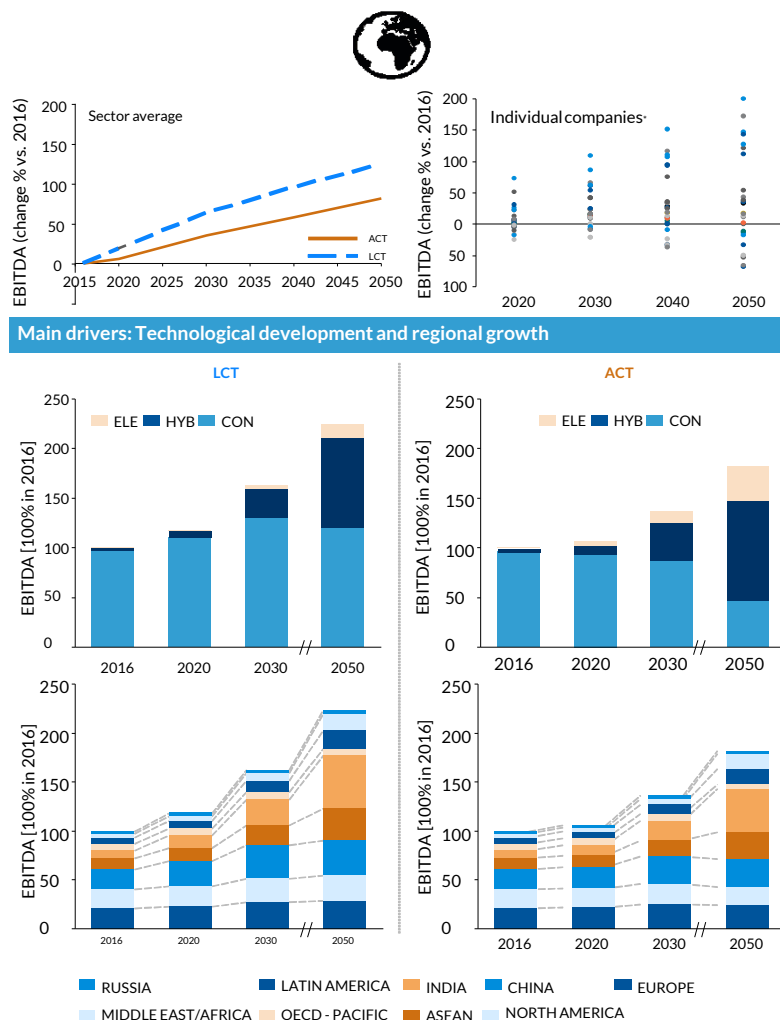 EBITDA (change % vs. 2016)
Sector average
200
150
100
50
0
2015 2020 2025 2030 2035 2040 2045 2050
ACT
LCT
EBITDA (change % vs. 2016)
Individual companies*
200
150
100
50
0
50
100
2020 2030 2040 2050
Main drivers: Technological development and regional growth
LCT
ACT
EBITDA [100% in 2016]
250
200
150
100
50
0
ELE HYB CON
2016 2020 2030 2050
EBITDA [100% in 2016]
250
200
150
100
50
0
ELE HYB CON
2016 2020 2030 2050
EBITDA [100% in 2016]
250
200
150
100
50
0
2016 2020 2030 2050
EBITDA [100% in 2016]
250
200
150
100
50
0
2016 2020 2030 2050
RUSSIA LATIN AMERICA INDIA CHINA EUROPE
MIDDLE EAST/AFRICA OECD - PACIFIC ASEAN NORTH AMERICA